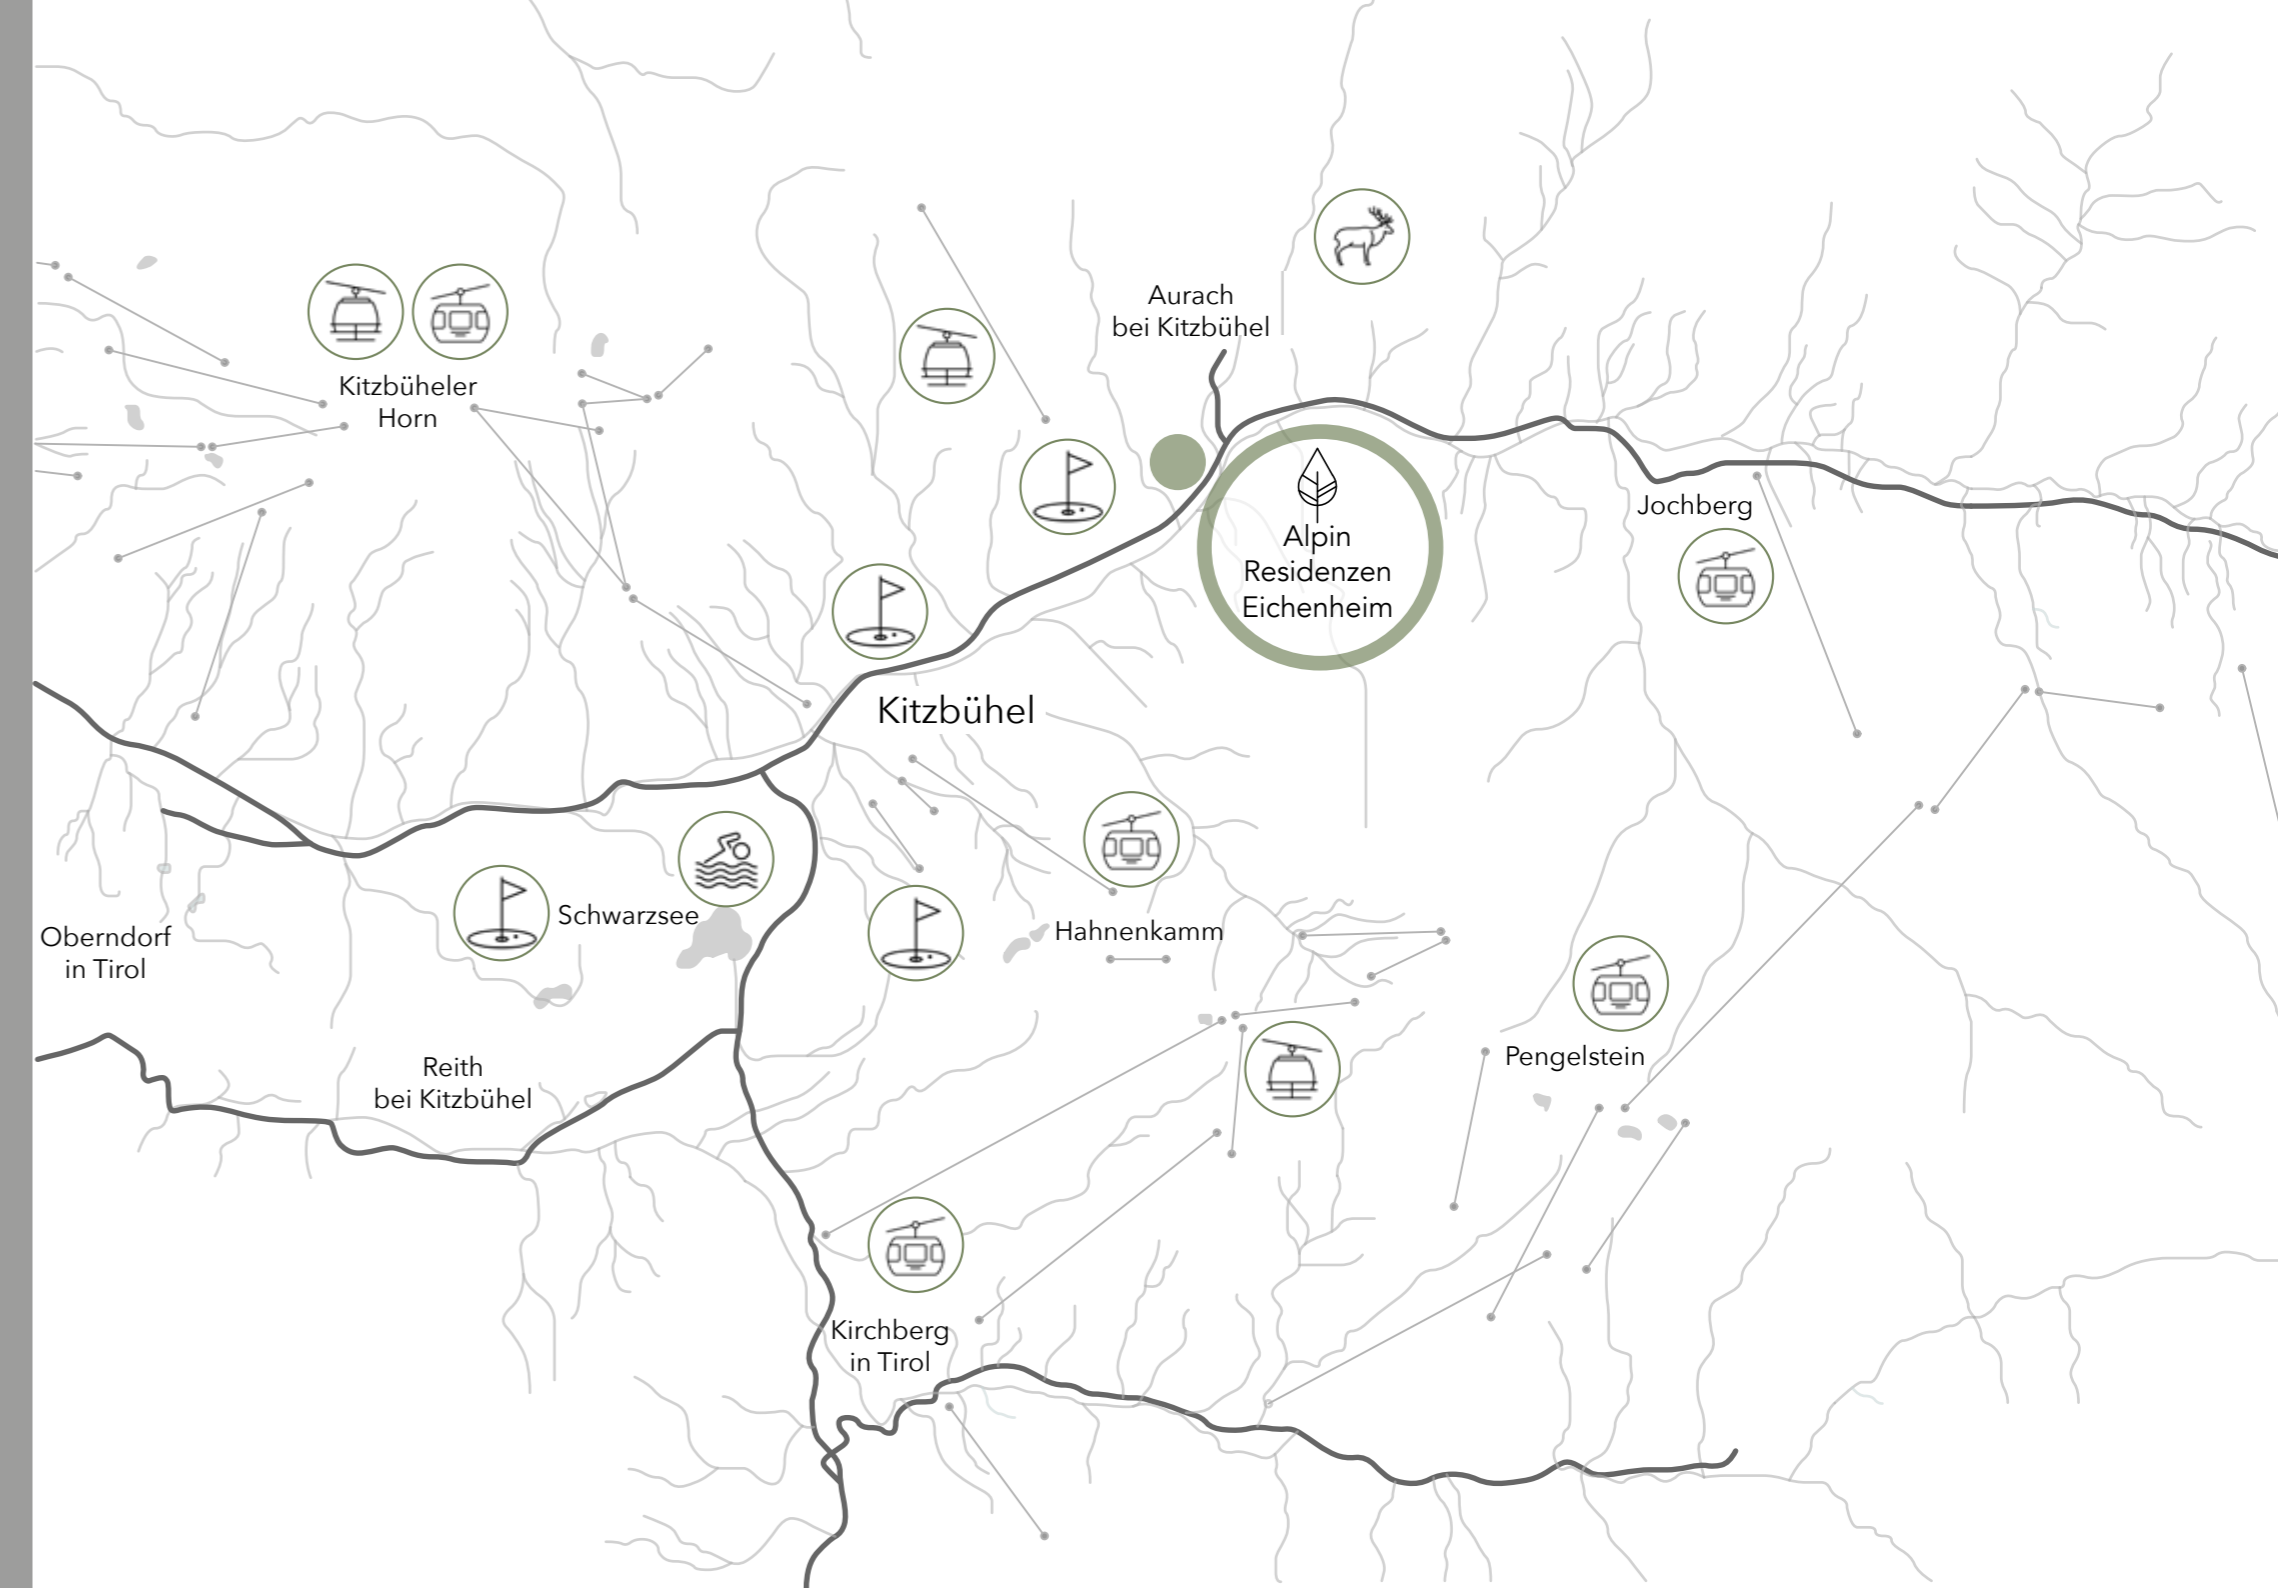 Aurach
bei Kitzbühel
Kitzbüheler
Horn
Alpin
Residenzen
Eichenheim
Jochberg
Kitzbühel
Schwarzsee
Hahnenkamm
Oberndorf
in Tirol
Pengelstein
Reith
bei Kitzbühel
Kirchberg
in Tirol